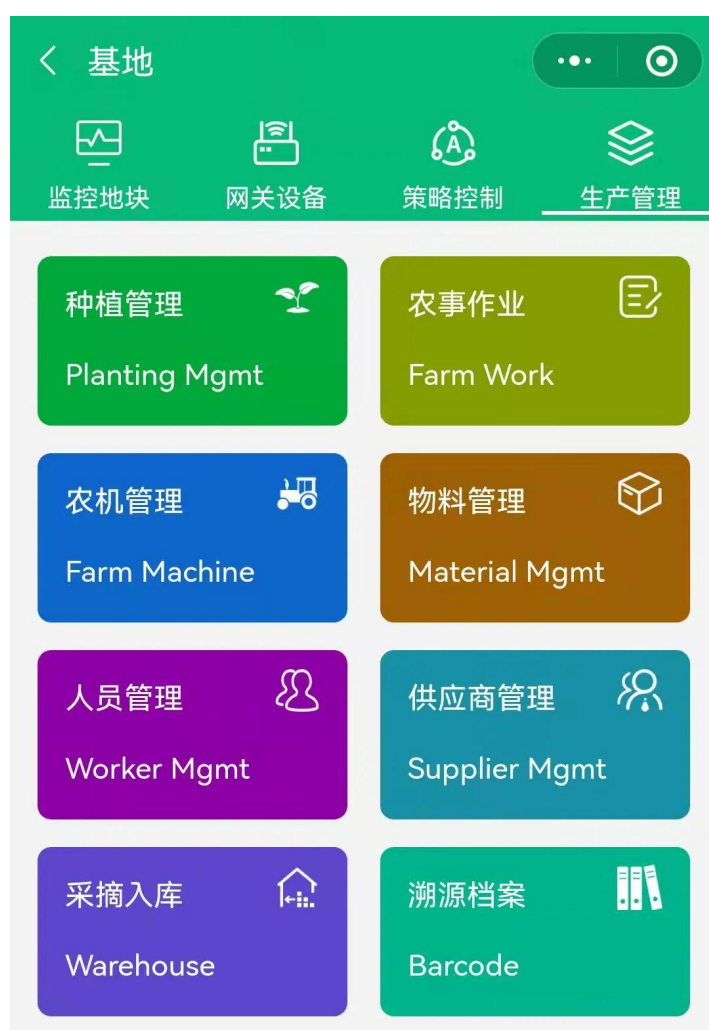 基地
监控地块
网关设备
策略控制
生产管理
种植管理
Planting Mgmt
农事作业
Farm Work
农机管理
Farm Machine
物料管理
Material Mgmt
人员管理
Worker Mgmt
供应商管理
Supplier Mgmt
采摘入库
Warehouse
溯源档案
Barcode